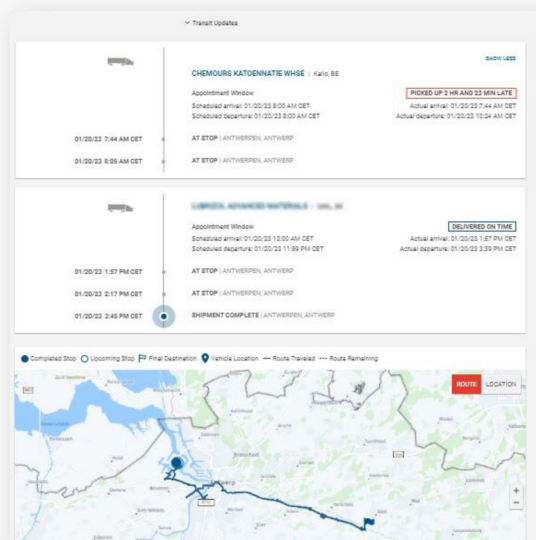 Transit Updates
SHOW LESS
CHEMOURS KATOENNATIE WHSE | Kallo, BE
Appointment Window
PICKED UP 2 HR AND 23 MIN LATE
Scheduled arrival: 01/20/23 8:00 AM CET
Actual arrival: 01/20/23 7:44 AM CET
Scheduled departure: 01/20/23 8:00 AM CET
Actual departure: 01/20/23 10:24 AM CET
01/20/23 7:44 AM CET
AT STOP | ANTWERPEN, ANTWERP
01/20/23 8:05 AM CET
AT STOP | ANTWERPEN, ANTWERP
Appointment Window
DELIVERED ON TIME
Scheduled arrival: 01/20/23 12:00 AM CET
Actual arrival: 01/20/23 1:57 PM CET
Scheduled departure: 01/20/23 11:59 PM CET
Actual departure: 01/20/23 3:39 PM CET
01/20/23 1:57 PM CET
AT STOP | ANTWERPEN, ANTWERP
01/20/23 2:17 PM CET
AT STOP | ANTWERPEN, ANTWERP
01/20/23 2:45 PM CET
SHIPMENT COMPLETE | ANTWERPEN, ANTWERP
Completed Stop Upcoming Stop Final Destination Vehicle Location Route Traveled Route Remaining
ROUTE LOCATION